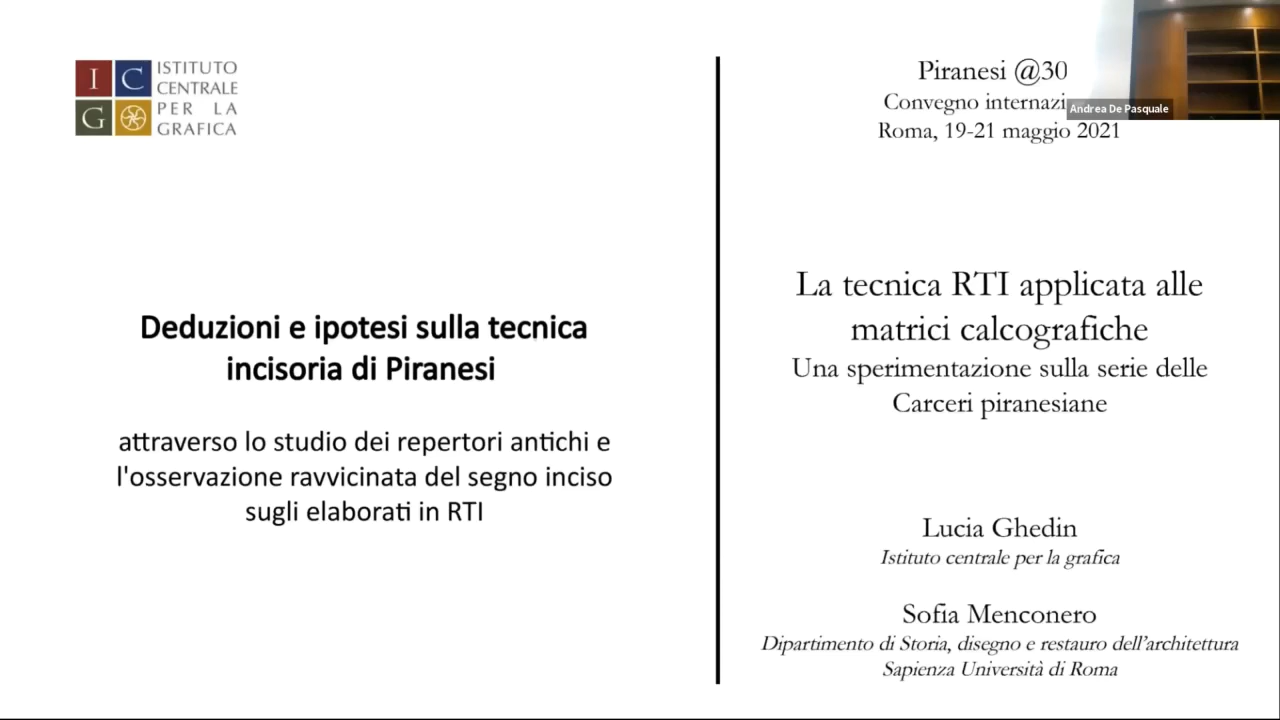 I C
G
ISTITUTO
CENTRALE
PER LA
GRAFICA
Deduzioni e ipotesi sulla tecnica
incisoria di Piranesi
attraverso lo studio dei repertori antichi e
l'osservazione ravvicinata del segno inciso
sugli elaborati in RTI
Piranesi @30
Convegno internazi
Andrea De Pasquale
Roma, 19-21 maggio 2021
La tecnica RTI applicata alle
matrici calcografiche
Una sperimentazione sulla serie delle
Carceri piranesiane
Lucia Ghedin
Istituto centrale per la grafica
Sofia Menconero
Dipartimento di Storia, disegno e restauro dell’architettura
Sapienza Università di Roma